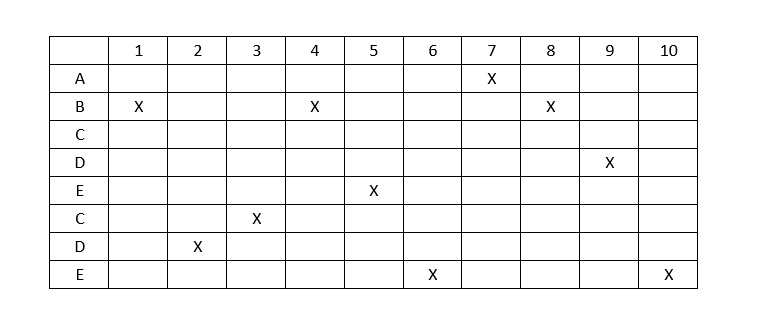 1 2 3 4 5 6 7 8 9 10
A X
B X X X
C
D X
E X
C X
D X
E X X